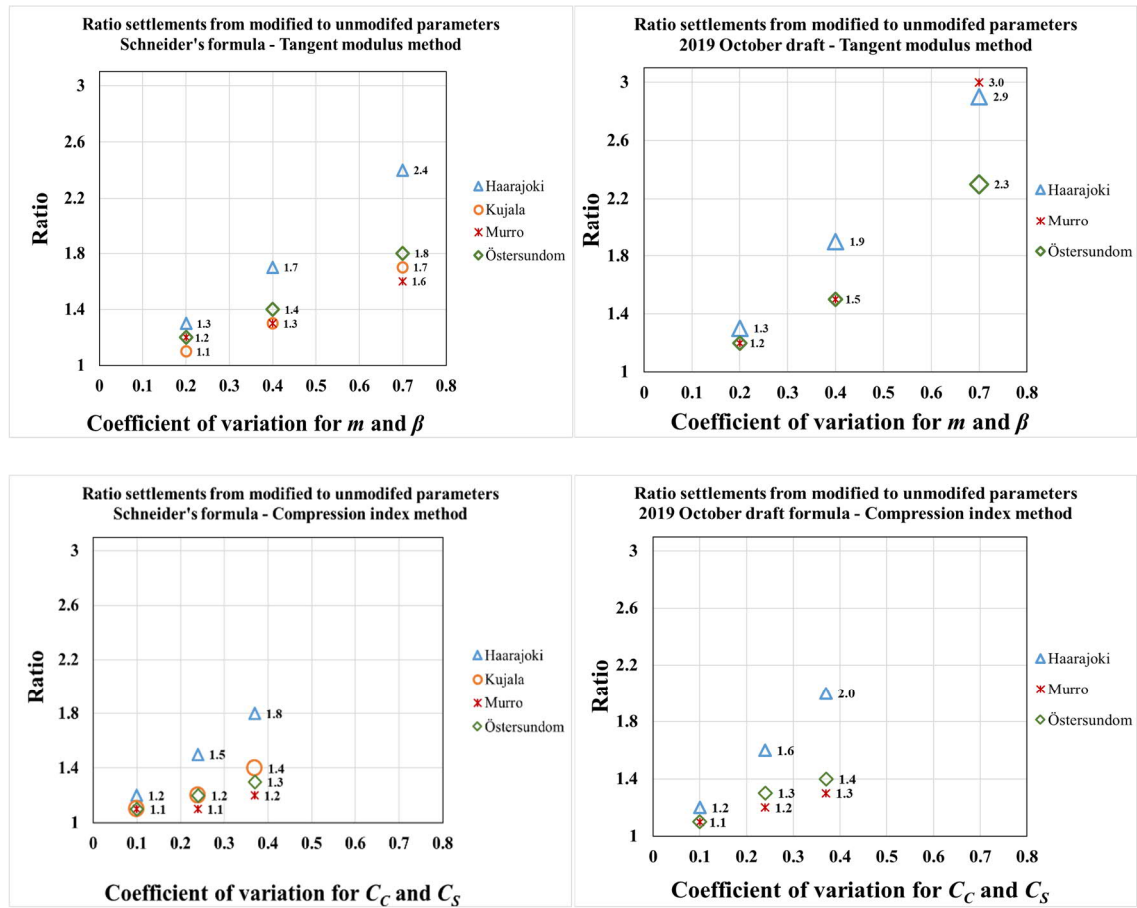 Ratio settlements from modified to unmodifed parameters
Schneider's formula - Tangent modulus method
3
2.6
2.2
1.8
1.4
1
Ratio
2.4
1.7
1.8
1.7
1.6
1.4
1.3
1.3
1.2
1.1
0 0.1 0.2 0.3 0.4 0.5 0.6 0.7 0.8
Coefficient of variation for m and β
Haarajoki
Kujala
Murro
Östersundom
Ratio settlements from modified to unmodifed parameters
2019 October draft - Tangent modulus method
3
2.6
2.2
1.8
1.4
1
Ratio
3.0
2.9
2.3
1.9
1.5
1.3
1.2
0 0.1 0.2 0.3 0.4 0.5 0.6 0.7 0.8
Coefficient of variation for m and β
Haarajoki
Murro
Östersundom
Ratio settlements from modified to unmodifed parameters
Schneider's formula - Compression index method
3
2.6
2.2
1.8
1.4
1
Ratio
1.8
1.5
1.4
1.3
1.2
1.2
1.2
1.1
1.1
0 0.1 0.2 0.3 0.4 0.5 0.6 0.7 0.8
Coefficient of variation for C_C and C_S
Haarajoki
Kujala
Murro
Östersundom
Ratio settlements from modified to unmodifed parameters
2019 October draft formula - Compression index method
3
2.6
2.2
1.8
1.4
1
Ratio
2.0
1.6
1.4
1.3
1.3
1.2
1.2
1.1
0 0.1 0.2 0.3 0.4 0.5 0.6 0.7 0.8
Coefficient of variation for C_C and C_S
Haarajoki
Murro
Östersundom